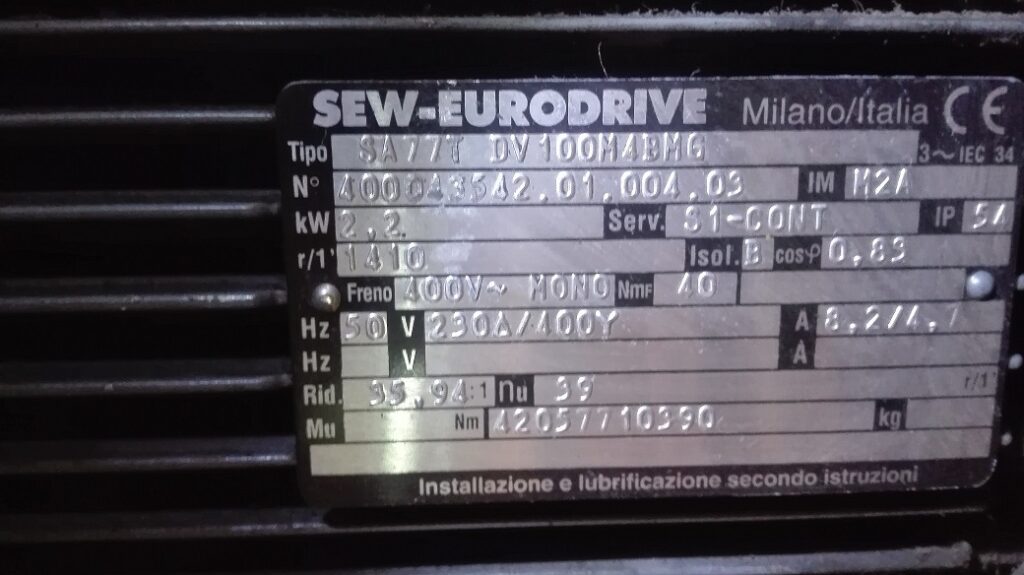 SEW-EURODRIVE Milano/Italia CE
Tipo SA77T DV100M4BMG 3~IEC 34
N° 400043542.01.004.03 IM M2A
kW 2,2 Serv. S1-CONT IP 54
r/1' 1410 Isol. B cosφ 0,83
Freno 400V~ MONO NmF 40
Hz 50 V 230Δ/400Y A 8.2/4.7
Hz V A
Rid. 35,94 :1 nu 39 r/1'
Mu Nm 42057710390 kg
Installazione e lubrificazione secondo istruzioni